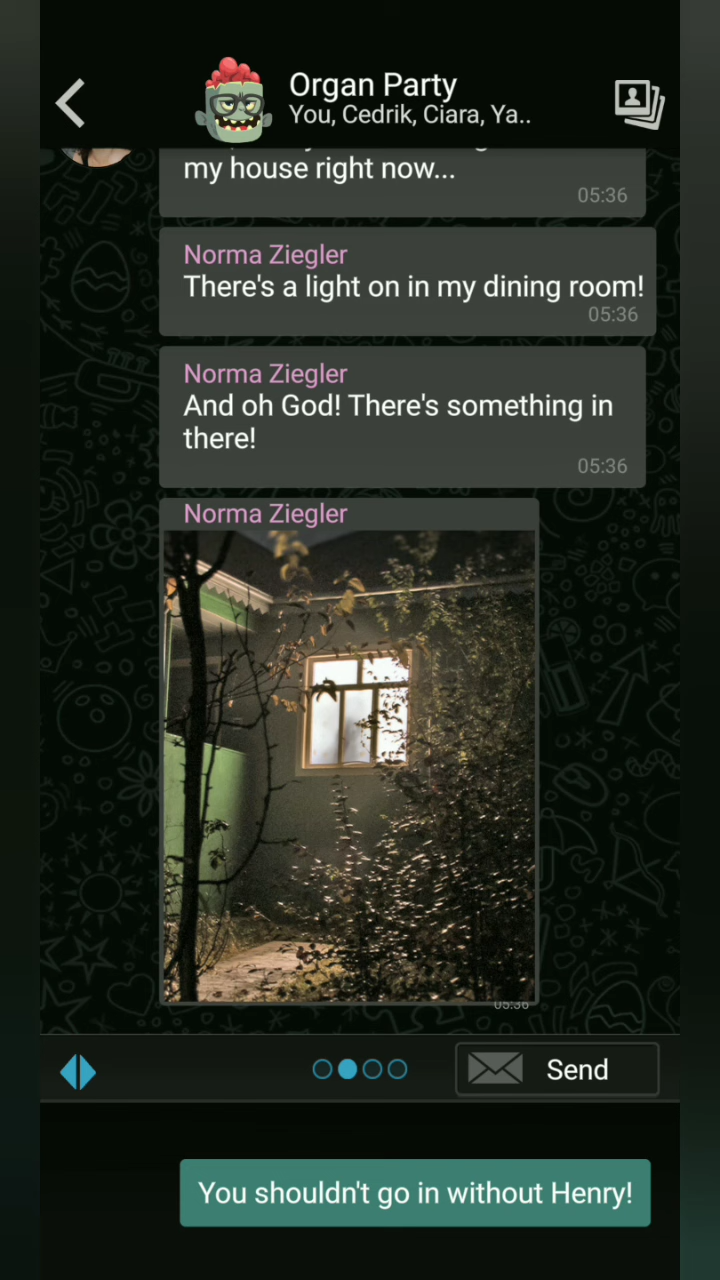 Organ Party
You, Cedrik, Ciara, Ya..
my house right now...
05:36
Norma Ziegler
There's a light on in my dining room!
05:36
Norma Ziegler
And oh God! There's something in
there!
05:36
Norma Ziegler
05:36
Send
You shouldn't go in without Henry!